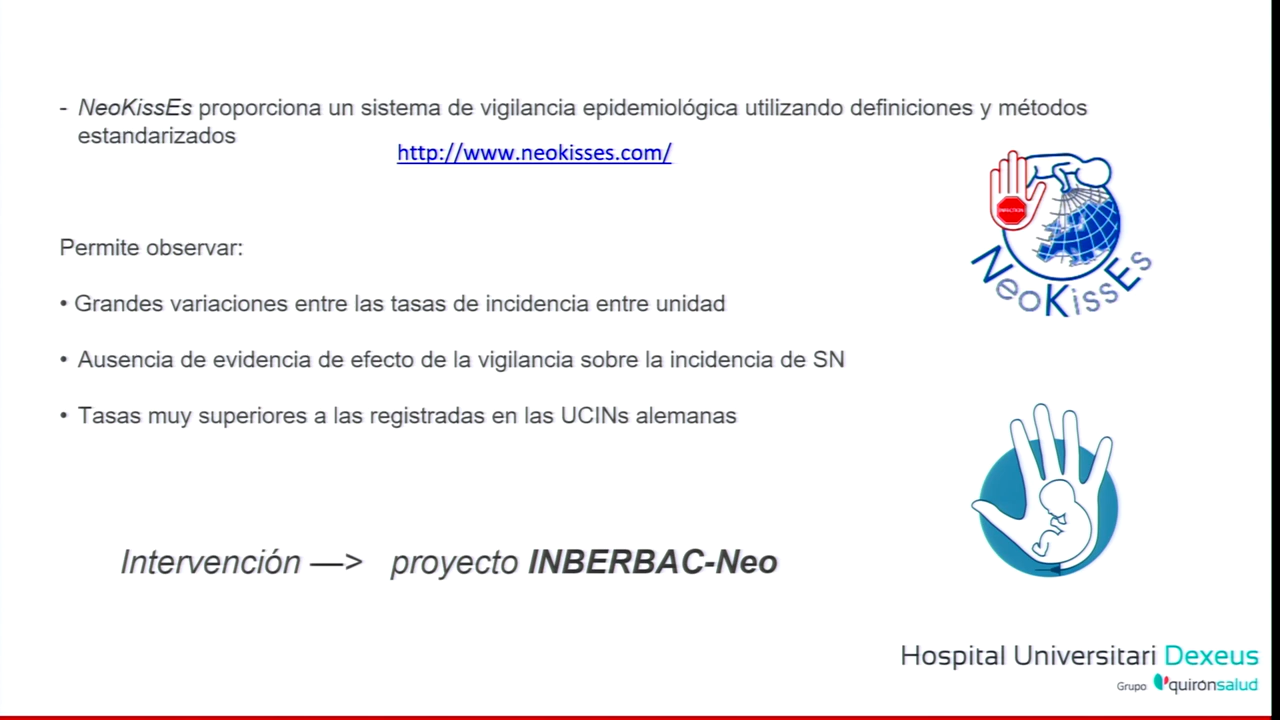 - NeoKissEs proporciona un sistema de vigilancia epidemiológica utilizando definiciones y métodos
estandarizados
http://www.neokisses.com/
INFECTION
NeoKissEs
Permite observar:
• Grandes variaciones entre las tasas de incidencia entre unidad
• Ausencia de evidencia de efecto de la vigilancia sobre la incidencia de SN
• Tasas muy superiores a las registradas en las UCINs alemanas
Intervención —> proyecto INBERBAC-Neo
Hospital Universitari Dexeus
Grupo quirónsalud